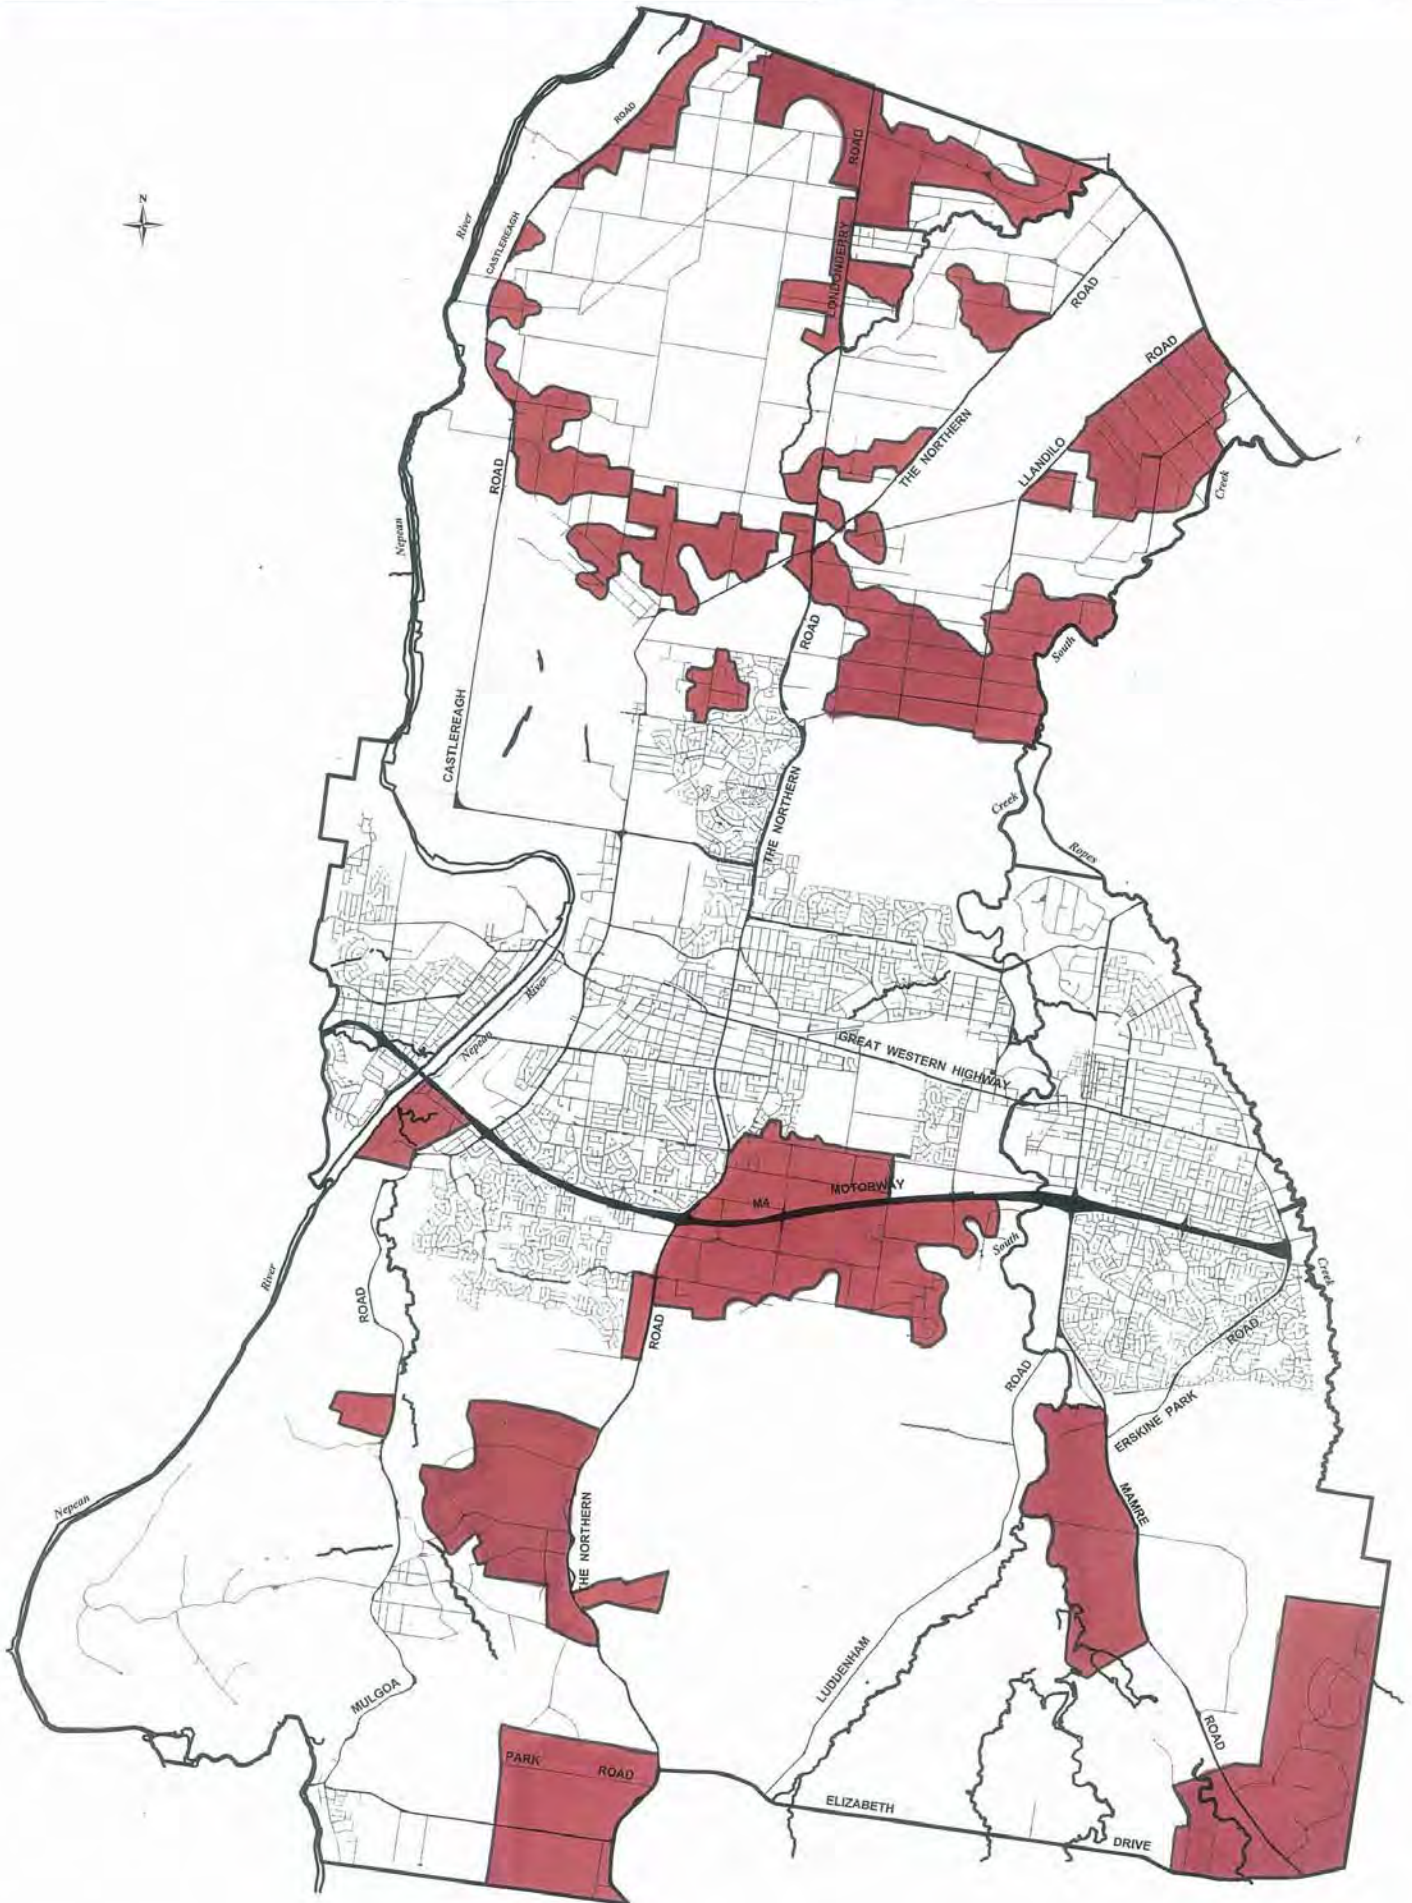 ROAD
N
ROAD
River
CASTLEREAGH
LONDONDERRY
ROAD
ROAD
THE NORTHERN
LLANDILO
ROAD
Creek
Nepean
ROAD
South
CASTLEREAGH
THE NORTHERN
Creek
Ropes
River
Nepean
GREAT WESTERN HIGHWAY
MOTORWAY
M4
South
River
Creek
ROAD
ROAD
ROAD
ROAD
ERSKINE PARK
Nepean
THE NORTHERN
MAMRE
LUDDENHAM
MULGOA
ROAD
PARK ROAD
ELIZABETH
DRIVE